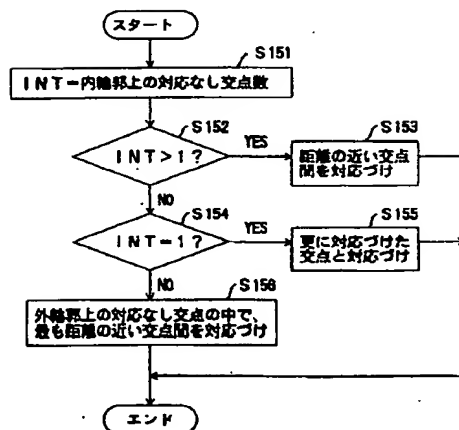 スタート
S151
INT=内輪郭上の対応なし交点数
S152
INT>1?
YES
S153
距離の近い交点
間を対応づけ
NO
S154
INT=1?
YES
S155
更に対応づけた
交点と対応づけ
NO
S156
外輪郭上の対応なし交点の中で、
最も距離の近い交点間を対応づけ
エンド